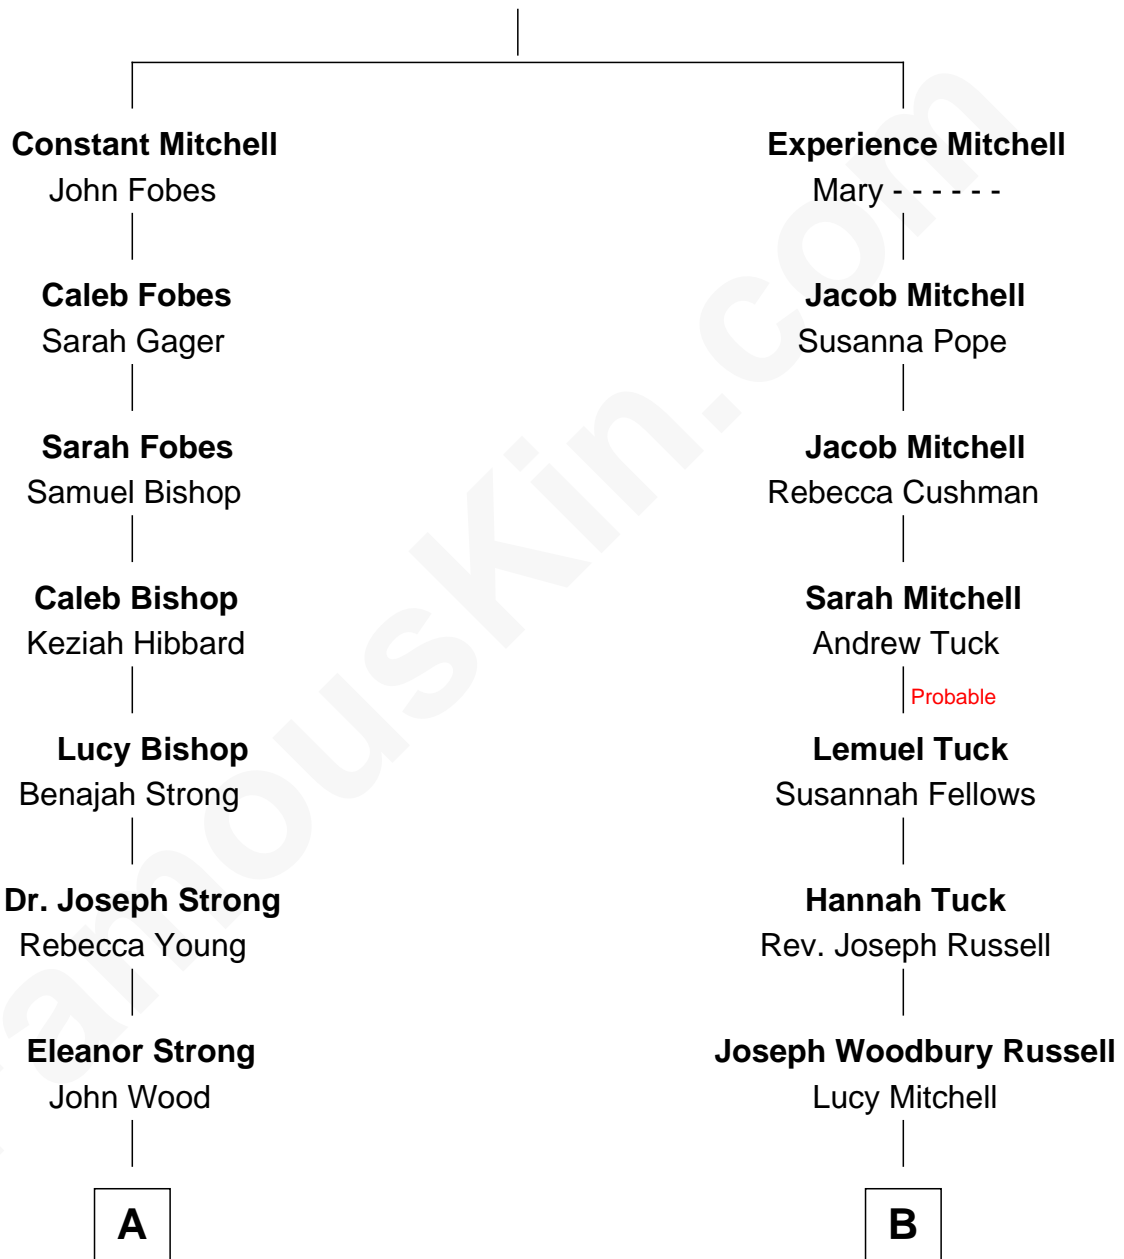 Constant Mitchell
John Fobes
Experience Mitchell
Mary - - - - - -
Caleb Fobes
Sarah Gager
Jacob Mitchell
Susanna Pope
Sarah Fobes
Samuel Bishop
Jacob Mitchell
Rebecca Cushman
Caleb Bishop
Keziah Hibbard
Sarah Mitchell
Andrew Tuck
Probable
Lucy Bishop
Benajah Strong
Lemuel Tuck
Susannah Fellows
Dr. Joseph Strong
Rebecca Young
Hannah Tuck
Rev. Joseph Russell
Eleanor Strong
John Wood
Joseph Woodbury Russell
Lucy Mitchell
A
B
FamousKin.com